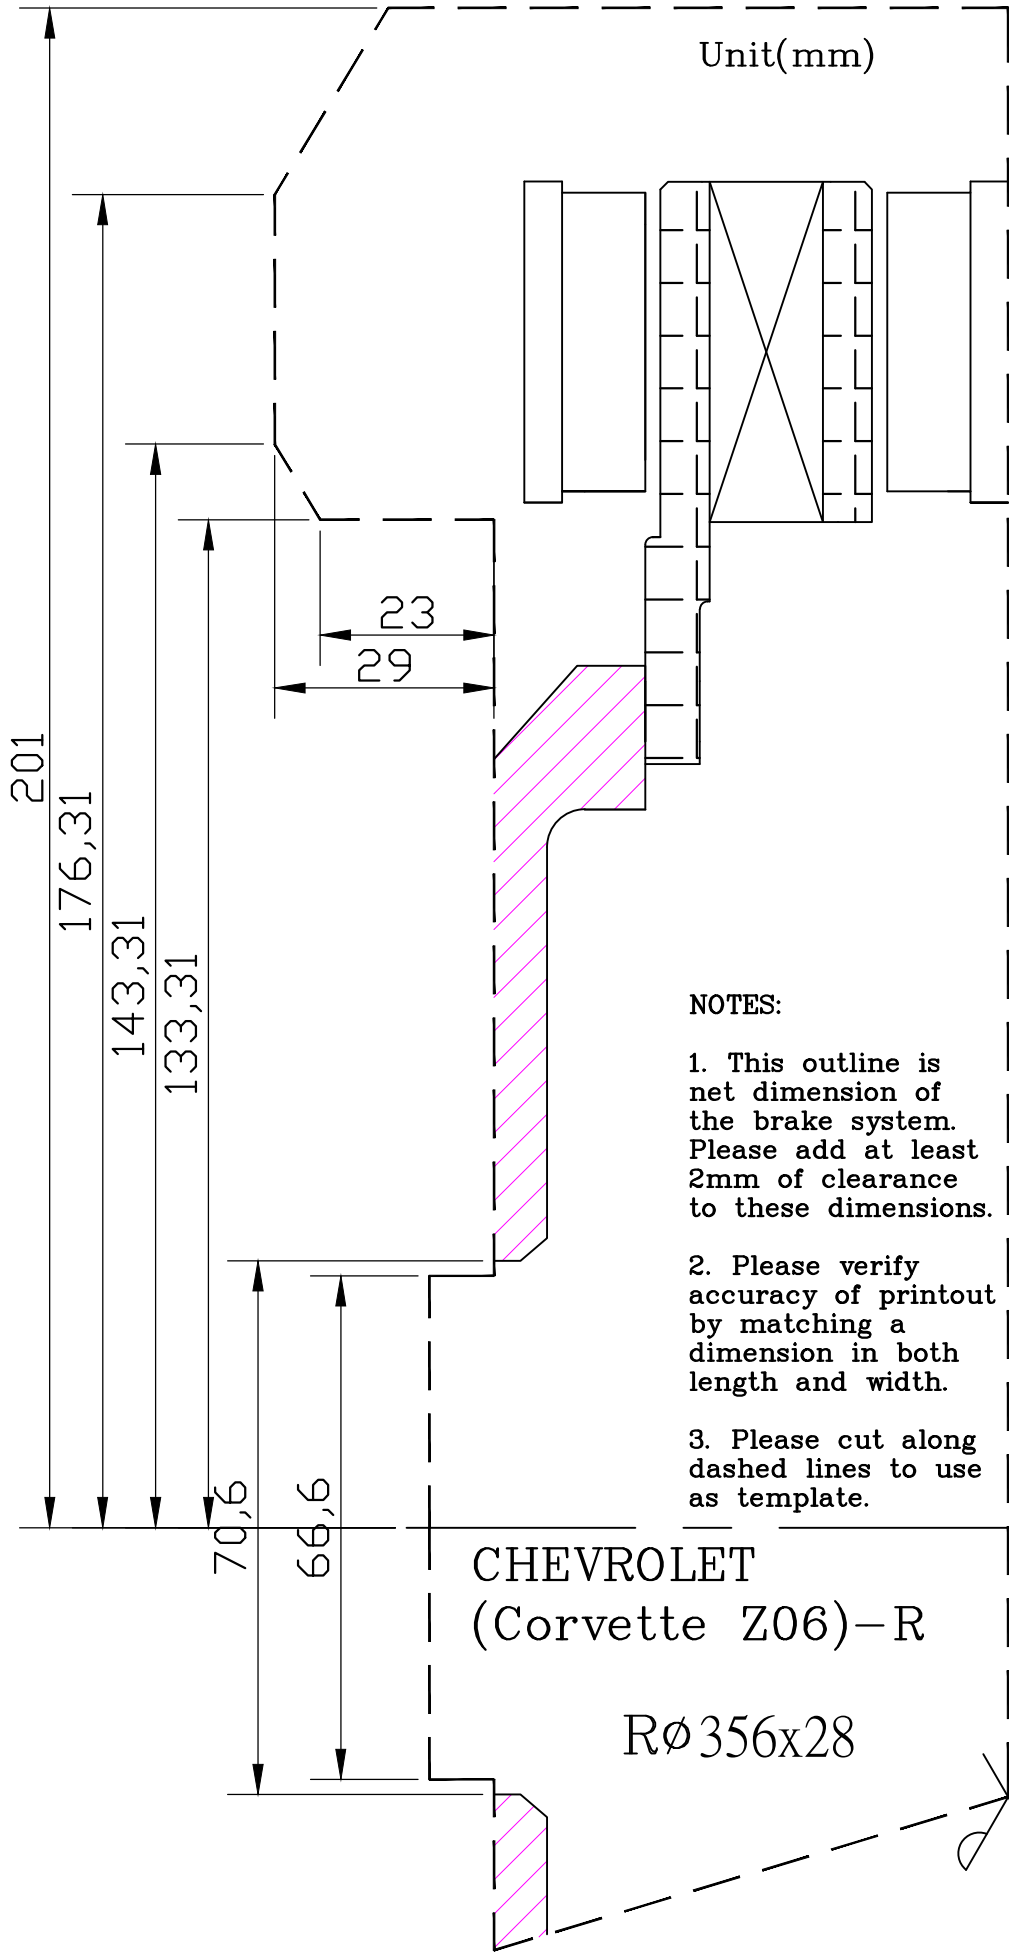 Unit(mm)
23
29
201
176,31
143,31
133,31
70,6
66,6
NOTES:
1. This outline is
net dimension of
the brake system.
Please add at least
2mm of clearance
to these dimensions.
2. Please verify
accuracy of printout
by matching a
dimension in both
length and width.
3. Please cut along
dashed lines to use
as template.
CHEVROLET
(Corvette Z06)-R
RØ356x28